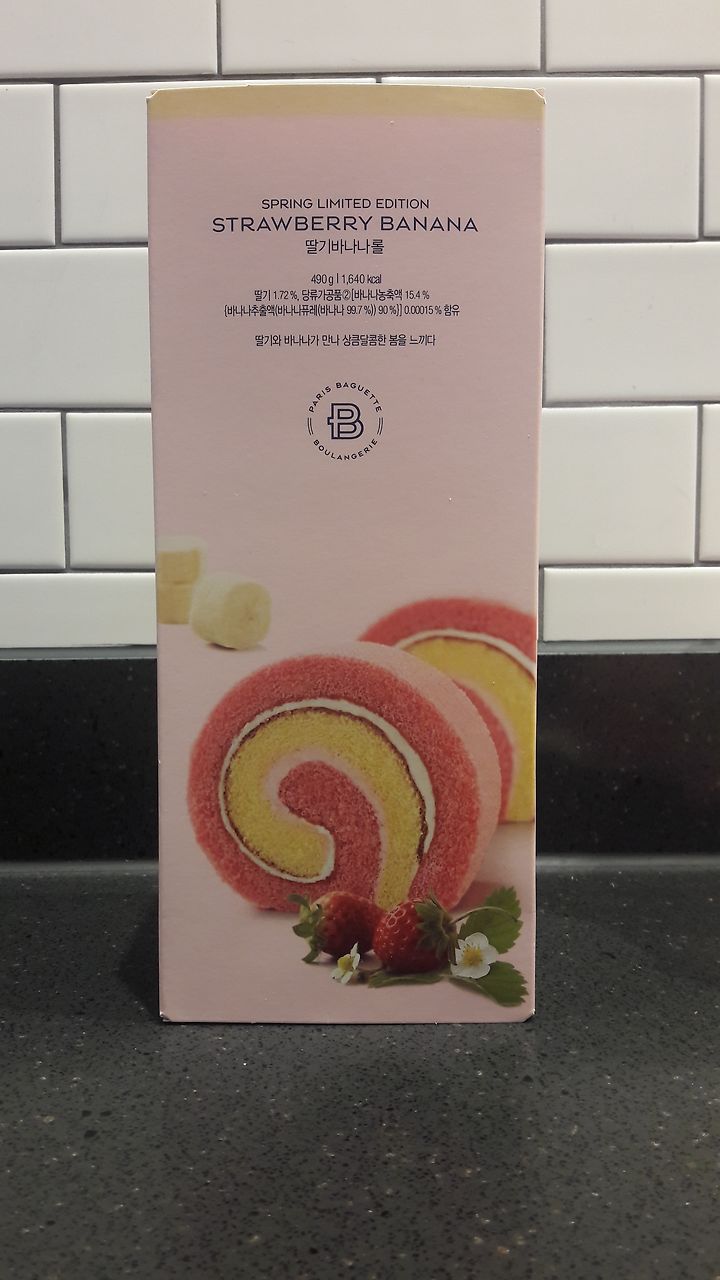 SPRING LIMITED EDITION
STRAWBERRY BANANA
딸기바나나롤
490 g | 1,640 kcal
딸기 1.72 %, 당류가공품②[바나나농축액 15.4 %
{바나나추출액(바나나퓨레(바나나 99.7 %)) 90 %}] 0.00015 % 함유
딸기와 바나나가 만나 상큼달콤한 봄을 느끼다
PARIS BAGUETTE
B
BOULANGERIE